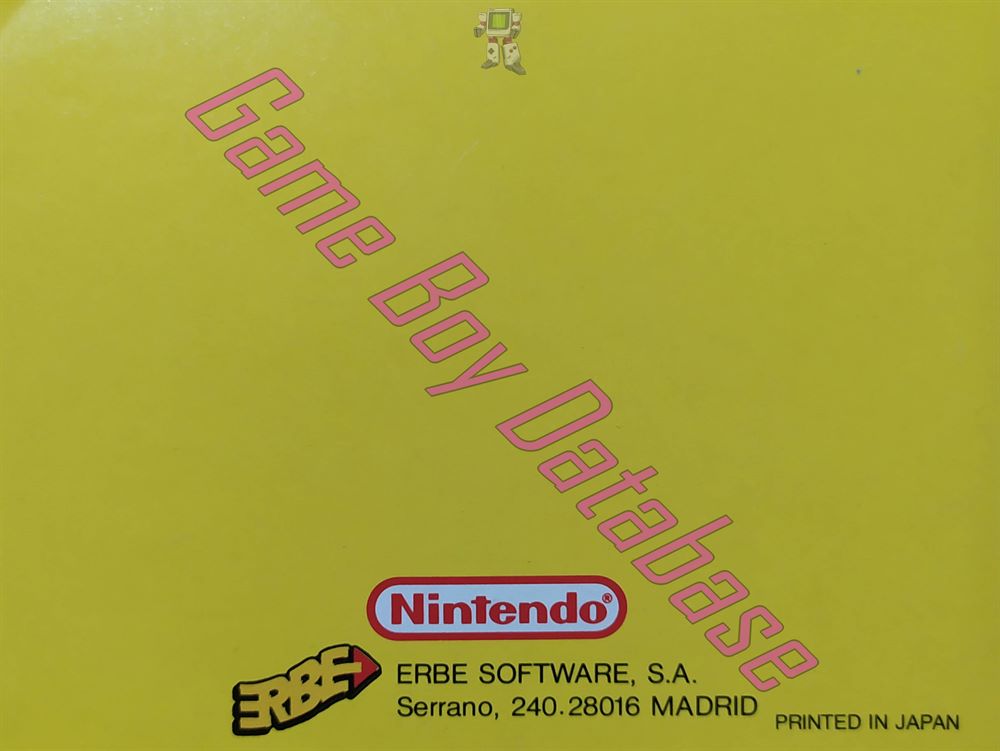 Game Boy Database
Nintendo®
ERBE
ERBE SOFTWARE, S.A.
Serrano, 240.28016 MADRID
PRINTED IN JAPAN